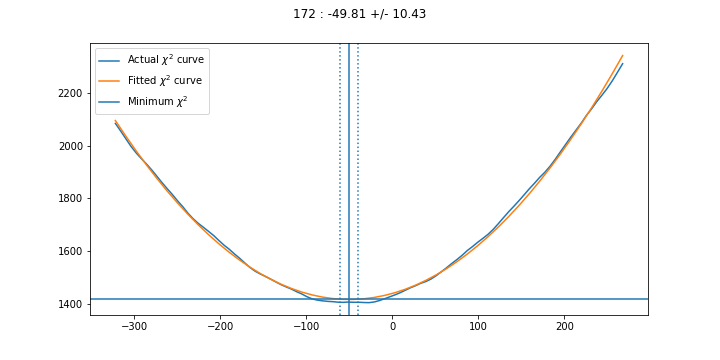 172 : -49.81 +/- 10.43
Actual χ² curve
Fitted χ² curve
Minimum χ²
2200
2000
1800
1600
1400
−300 −200 −100 0 100 200